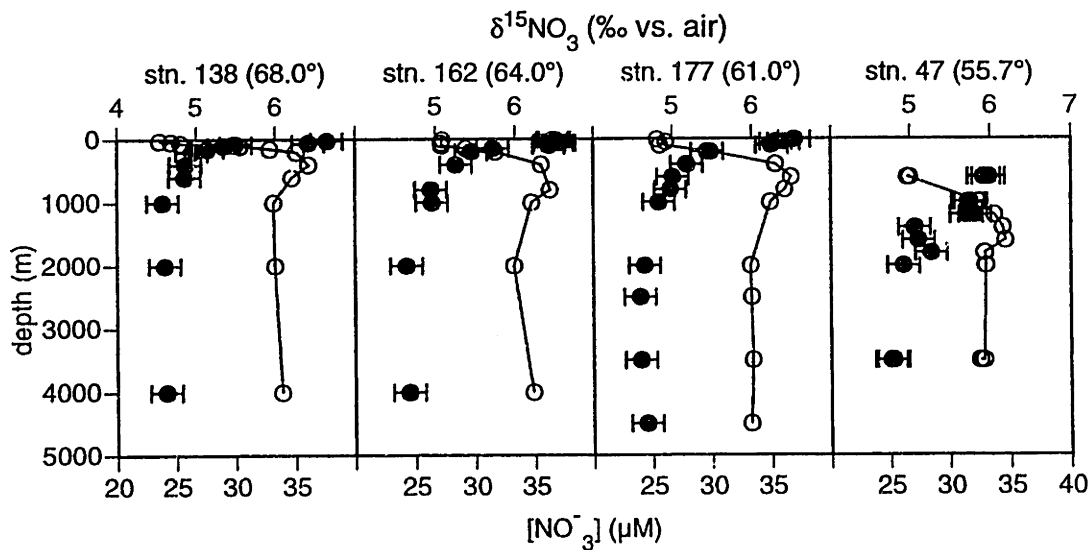 δ¹⁵NO₃ (‰ vs. air)
stn. 138 (68.0°) stn. 162 (64.0°) stn. 177 (61.0°) stn. 47 (55.7°)
4 5 6 5 6 5 6 5 6 7
0
1000
2000
3000
4000
5000
depth (m)
20 25 30 35 25 30 35 25 30 35 25 30 35 40
[NO⁻₃] (μM)